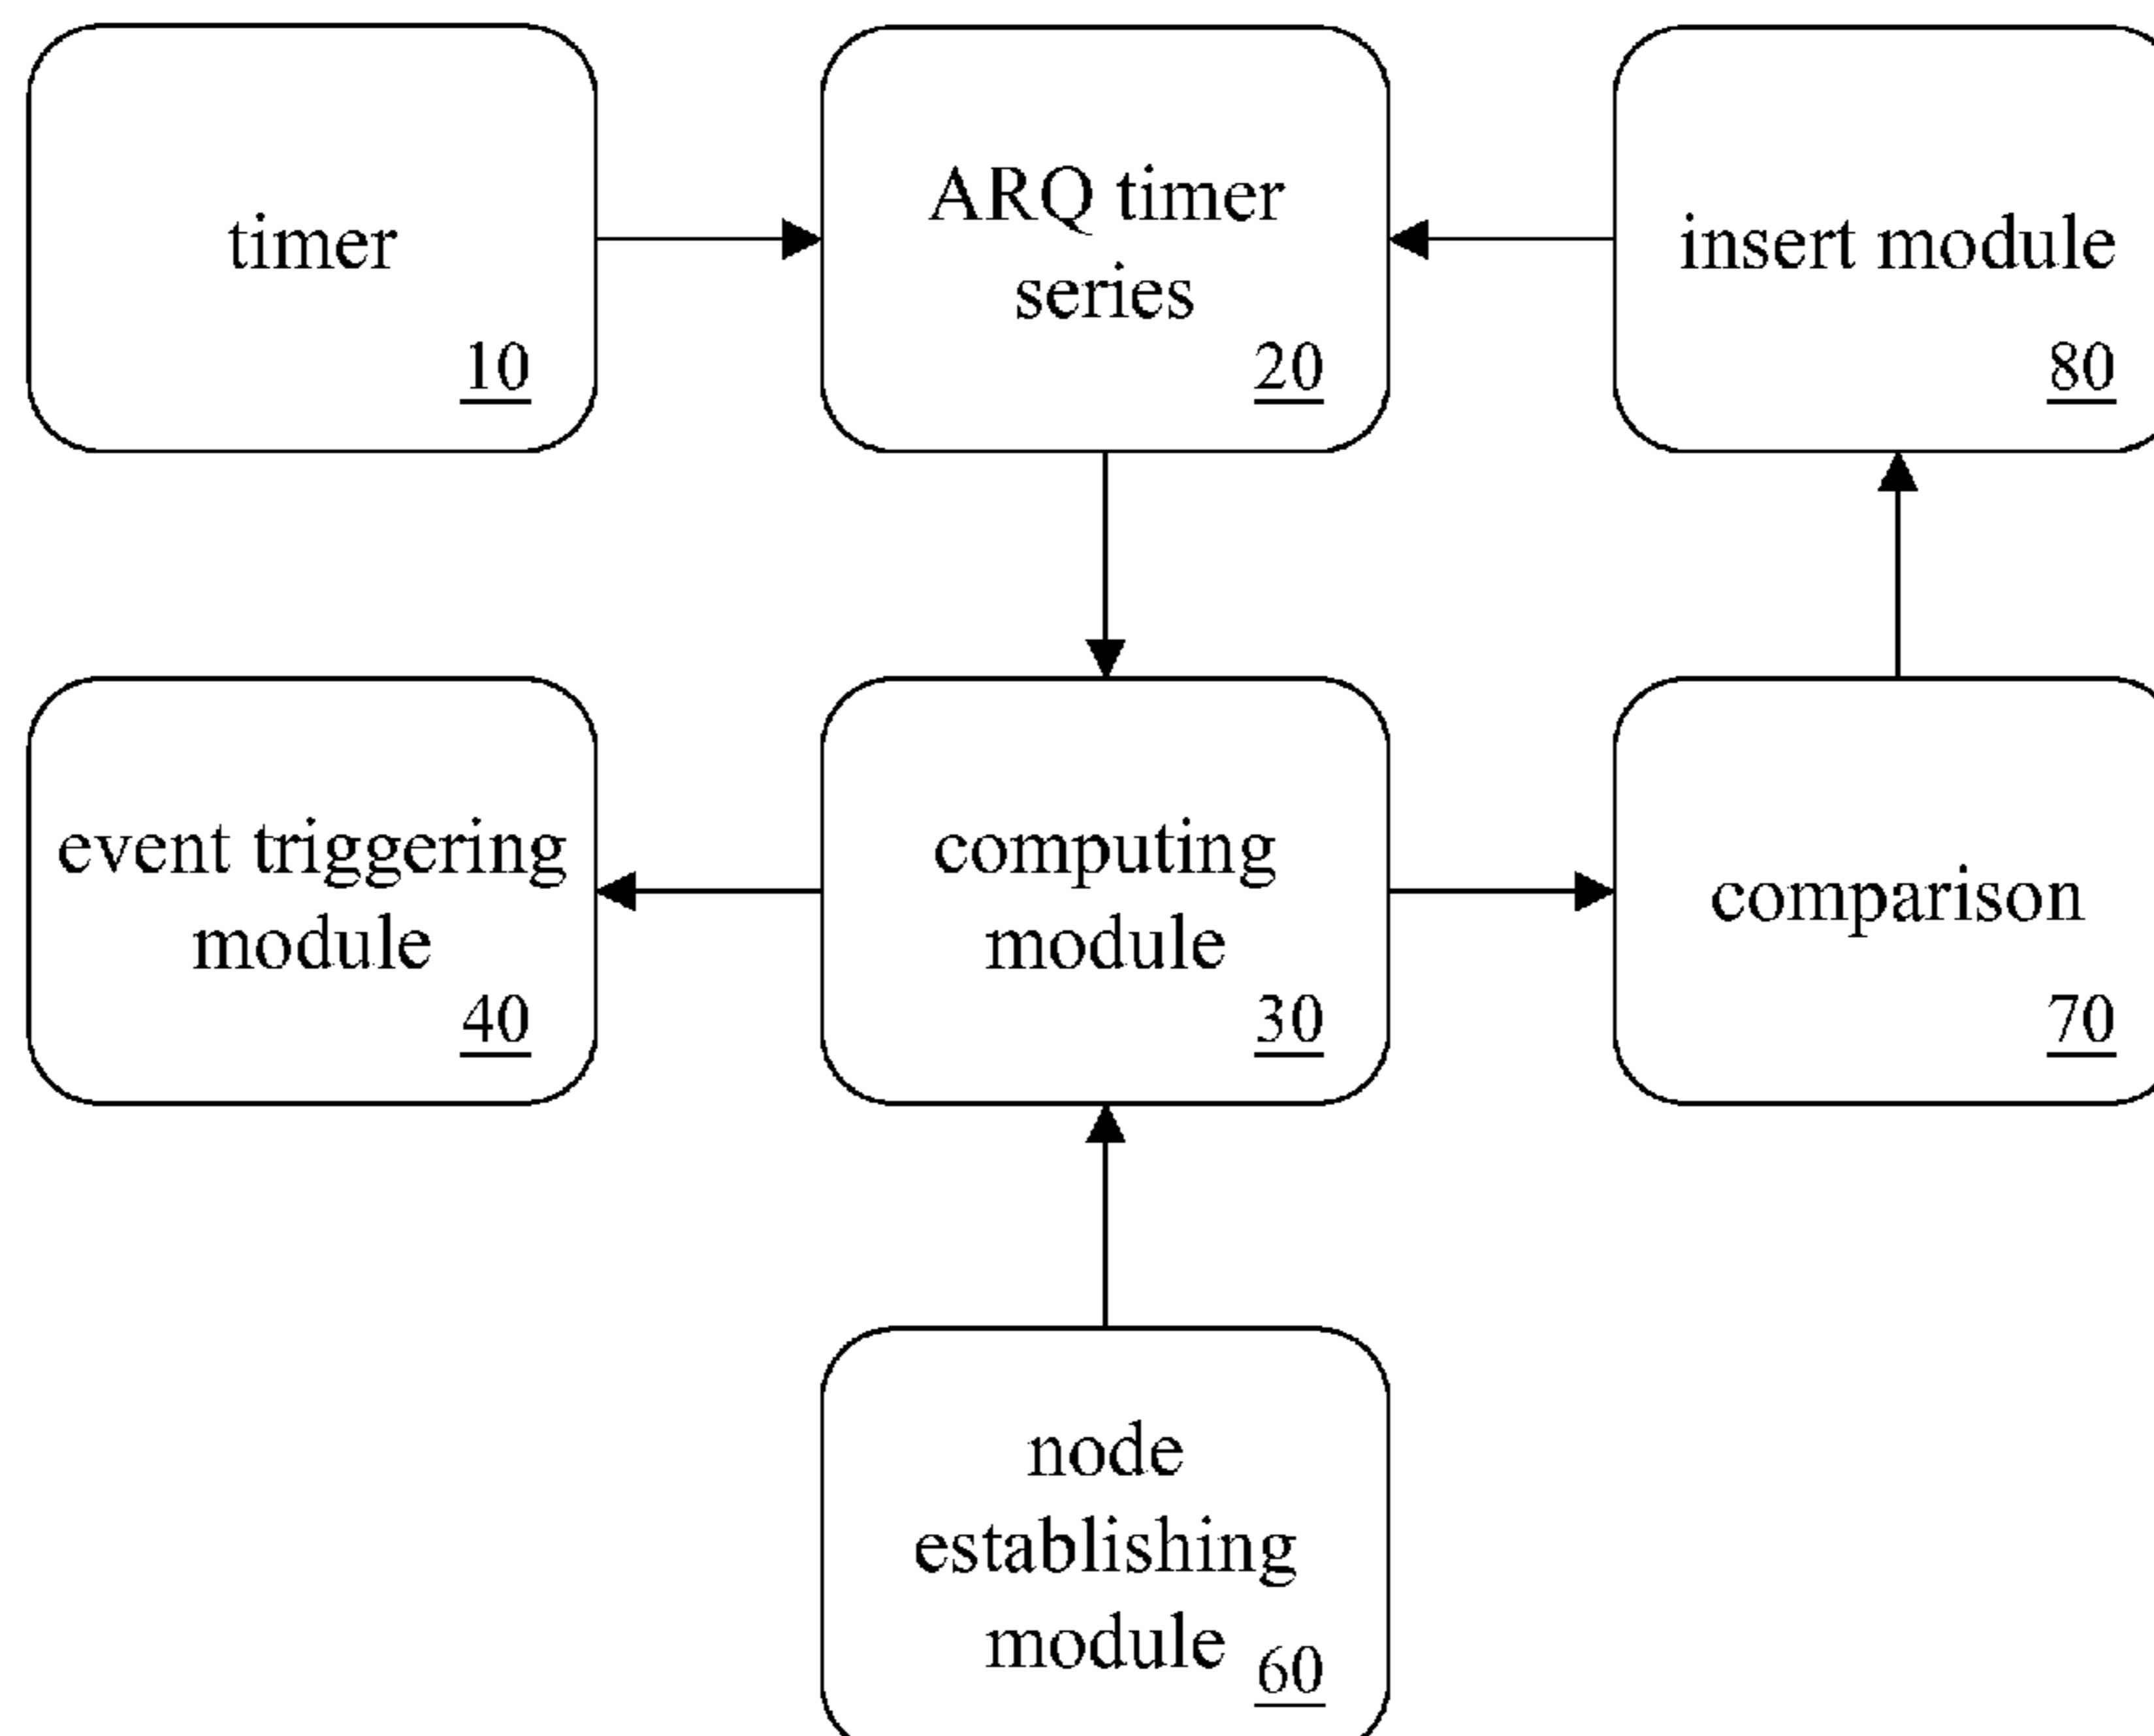 timer
10
ARQ timer
series
20
insert module
80
event triggering
module
40
computing
module
30
comparison
70
node
establishing
module
60